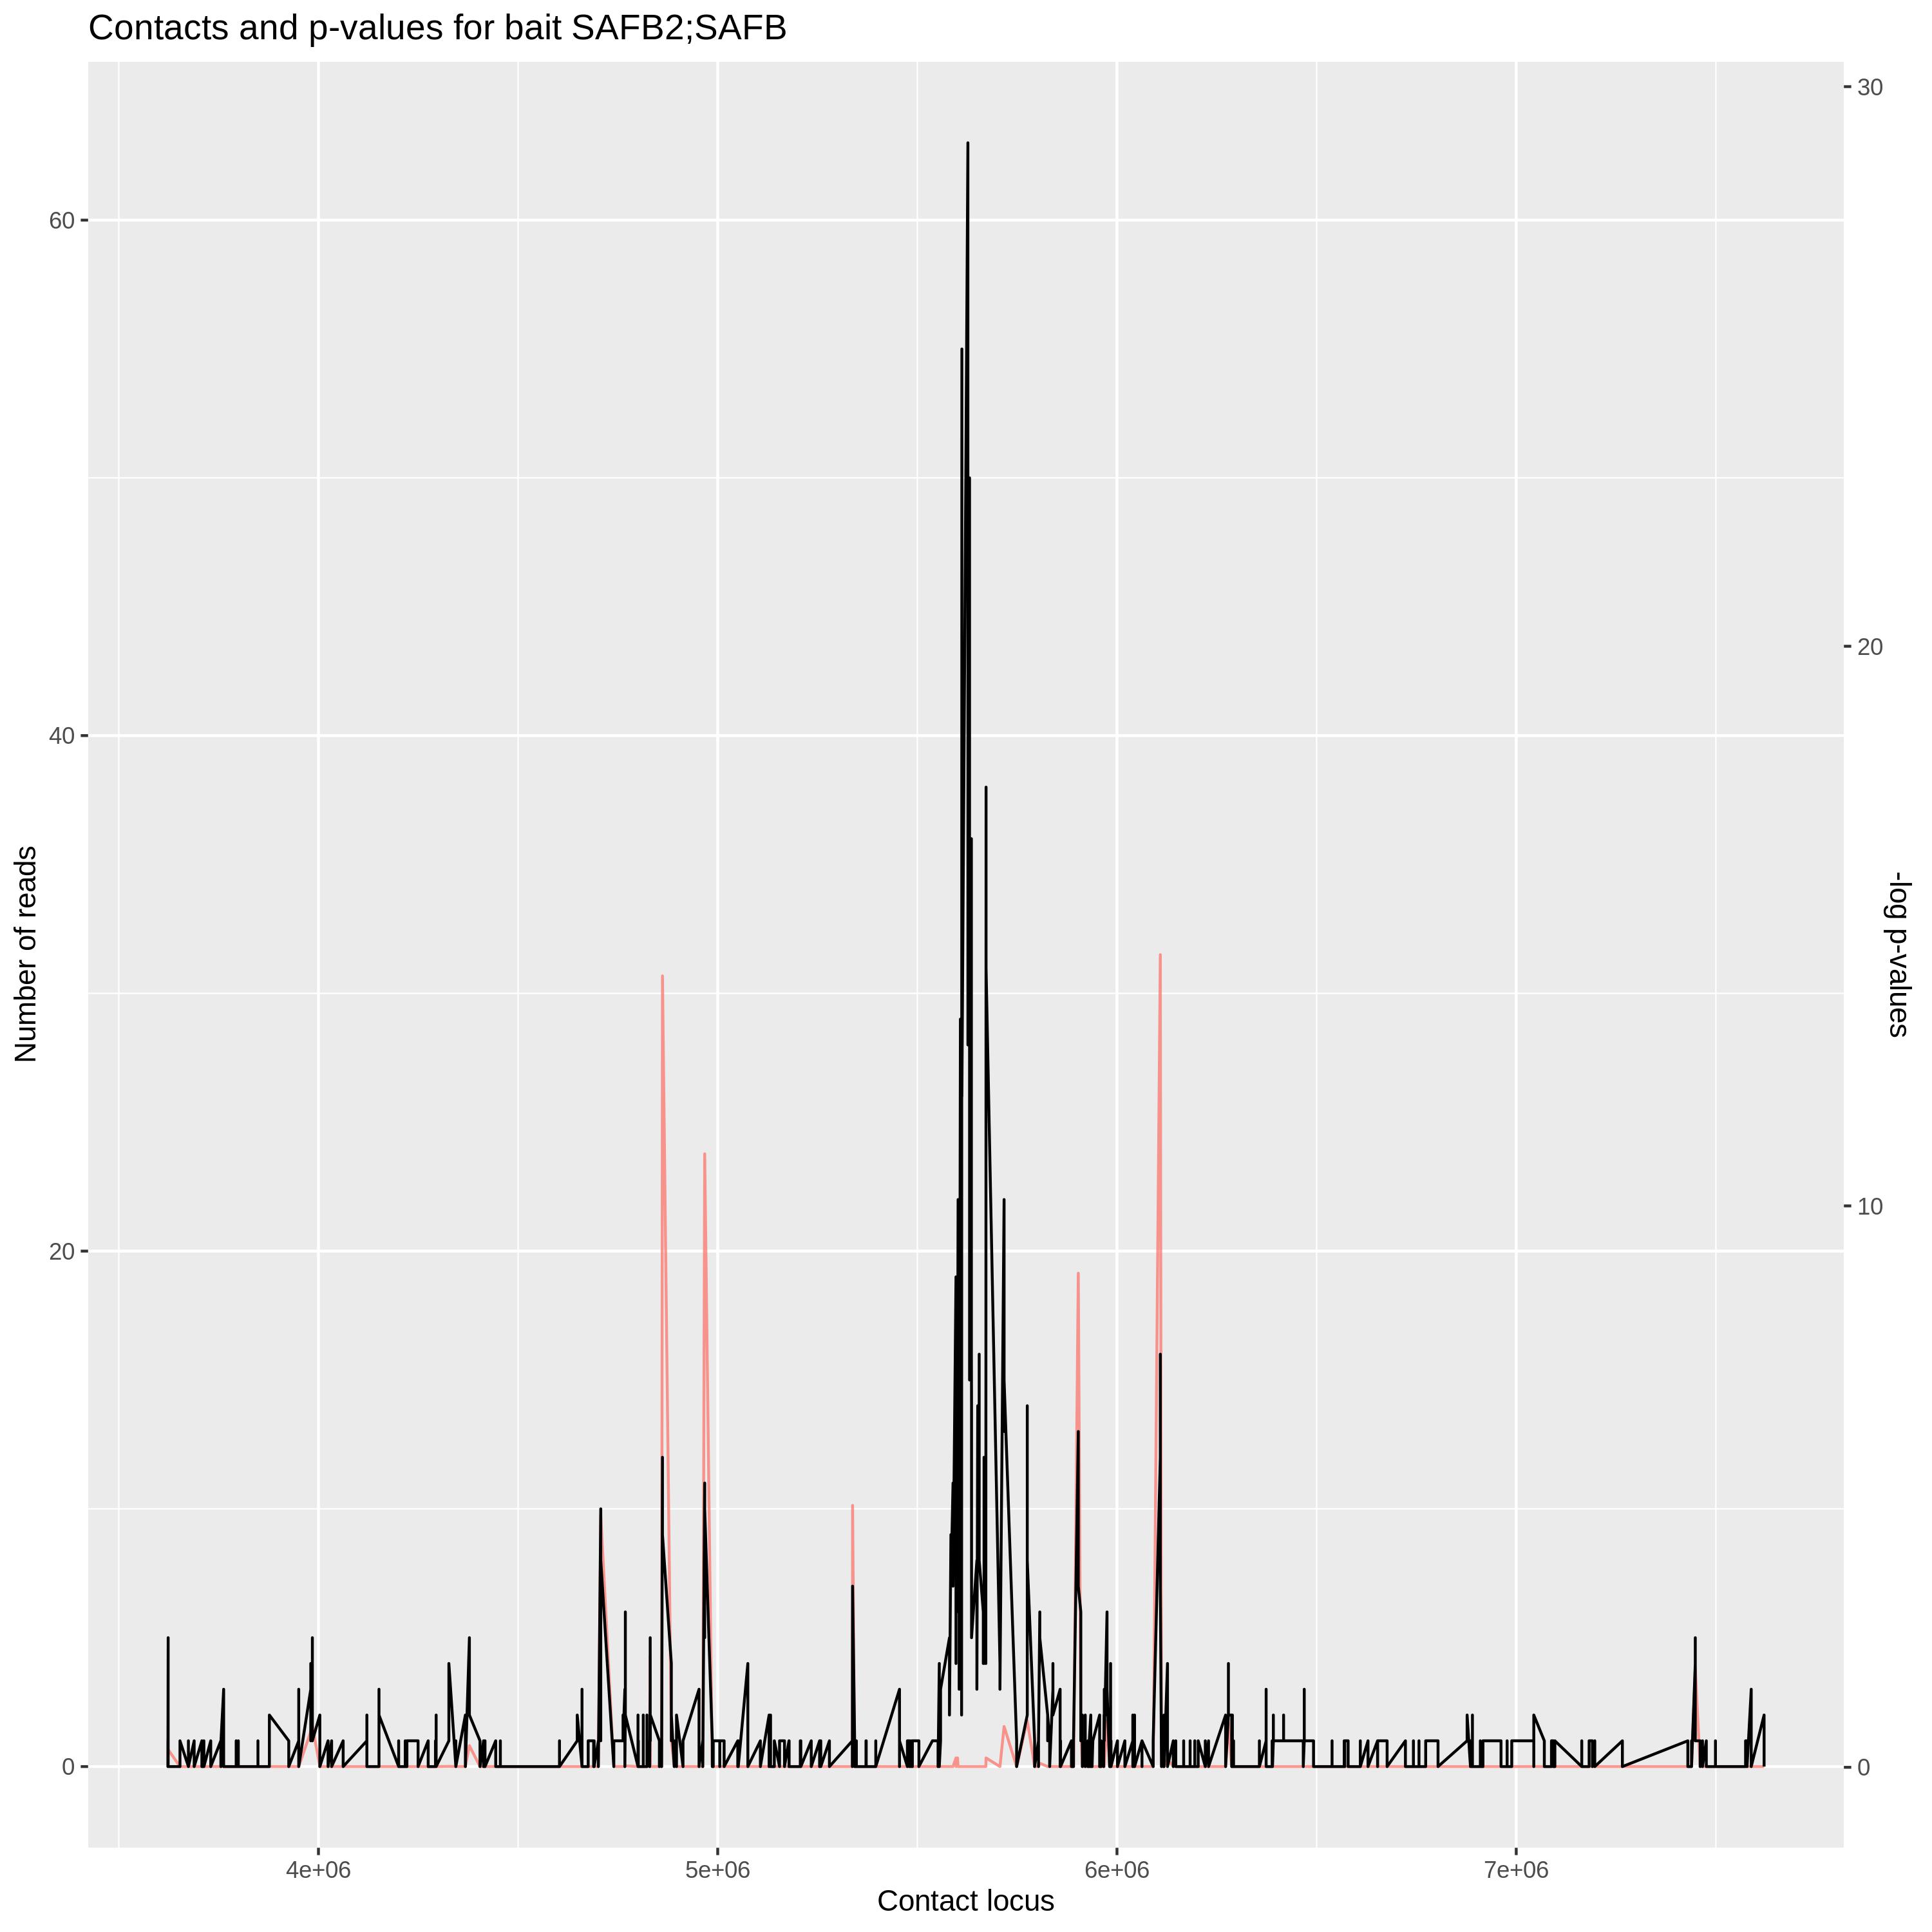 Contacts and p-values for bait SAFB2;SAFB
30
60
20
40
Number of reads
-log p-values
10
20
0
0
4e+06
5e+06
6e+06
7e+06
Contact locus